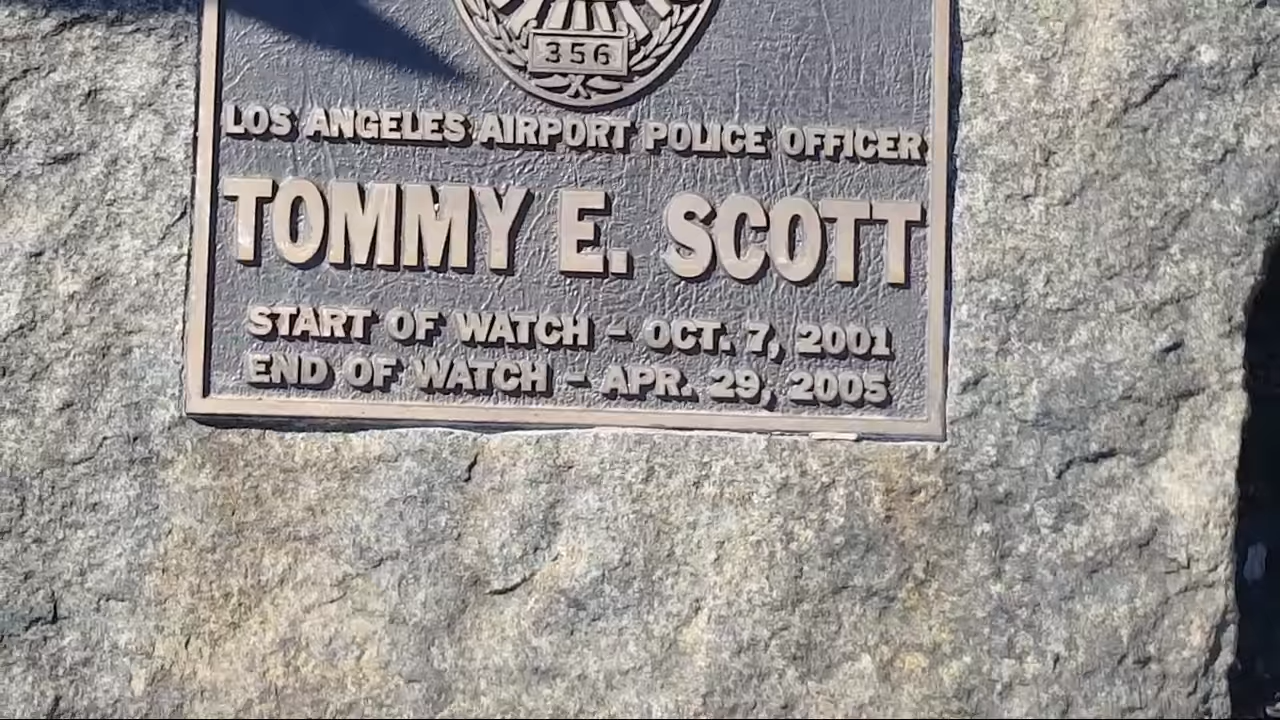 356
LOS ANGELES AIRPORT POLICE OFFICER
TOMMY E. SCOTT
START OF WATCH - OCT. 7, 2001
END OF WATCH - APR. 29, 2005